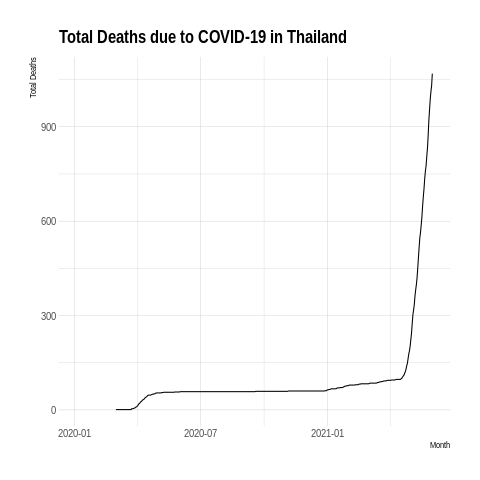 Total Deaths due to COVID-19 in Thailand
Total Deaths
900
600
300
0
2020-01
2020-07
2021-01
Month